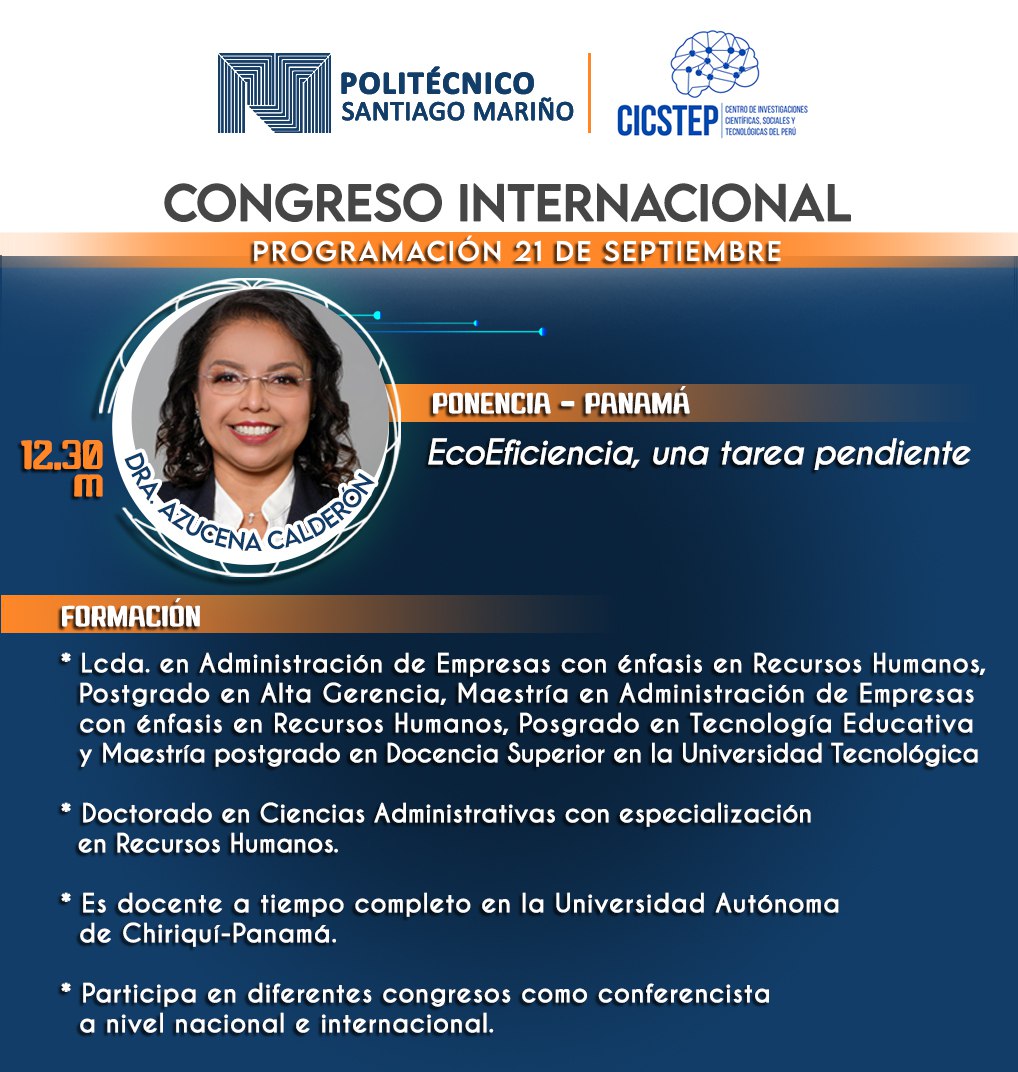 POLITÉCNICO
SANTIAGO MARIÑO
CICSTEP
CENTRO DE INVESTIGACIONES
CIENTÍFICAS, SOCIALES Y
TECNOLÓGICAS DEL PERÚ
CONGRESO INTERNACIONAL
PROGRAMACIÓN 21 DE SEPTIEMBRE
12.30
m
DRA. AZUCENA CALDERÓN
PONENCIA - PANAMÁ
EcoEficiencia, una tarea pendiente
FORMACIÓN
* Lcda. en Administración de Empresas con énfasis en Recursos Humanos,
Postgrado en Alta Gerencia, Maestría en Administración de Empresas
con énfasis en Recursos Humanos, Posgrado en Tecnología Educativa
y Maestría postgrado en Docencia Superior en la Universidad Tecnológica
* Doctorado en Ciencias Administrativas con especialización
en Recursos Humanos.
* Es docente a tiempo completo en la Universidad Autónoma
de Chiriquí-Panamá.
* Participa en diferentes congresos como conferencista
a nivel nacional e internacional.